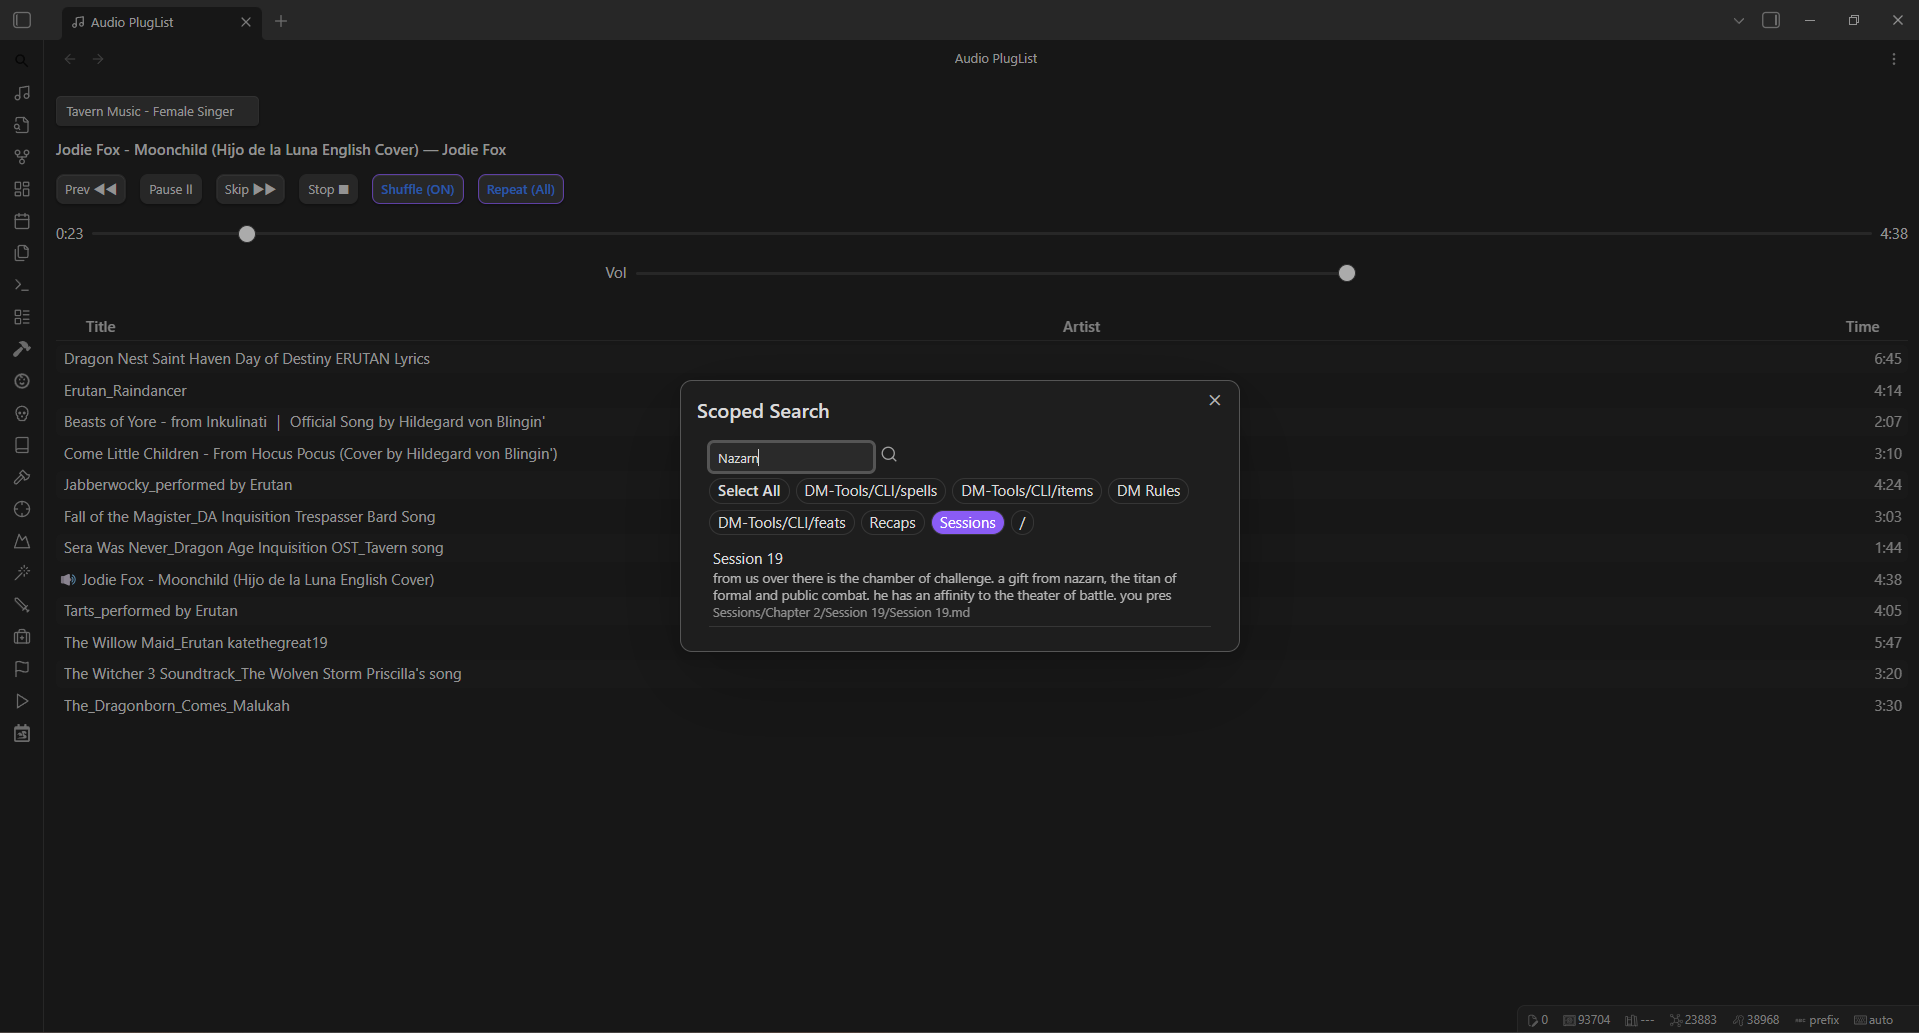 Audio PlugList
Audio PlugList
Tavern Music - Female Singer
Jodie Fox - Moonchild (Hijo de la Luna English Cover) — Jodie Fox
Prev ◀◀ Pause II Skip ▶▶ Stop ■ Shuffle (ON) Repeat (All)
0:23 4:38
Vol
Title Artist Time
Dragon Nest Saint Haven Day of Destiny ERUTAN Lyrics 6:45
Erutan_Raindancer 4:14
Beasts of Yore - from Inkulinati | Official Song by Hildegard von Blingin' 2:07
Come Little Children - From Hocus Pocus (Cover by Hildegard von Blingin') 3:10
Jabberwocky_performed by Erutan 4:24
Fall of the Magister_DA Inquisition Trespasser Bard Song 3:03
Sera Was Never_Dragon Age Inquisition OST_Tavern song 1:44
Jodie Fox - Moonchild (Hijo de la Luna English Cover) 4:38
Tarts_performed by Erutan 4:05
The Willow Maid_Erutan katethegreat19 5:47
The Witcher 3 Soundtrack_The Wolven Storm Priscilla's song 3:20
The_Dragonborn_Comes_Malukah 3:30
Scoped Search
Nazarn
Select All DM-Tools/CLI/spells DM-Tools/CLI/items DM Rules
DM-Tools/CLI/feats Recaps Sessions /
Session 19
from us over there is the chamber of challenge. a gift from nazarn, the titan of
formal and public combat. he has an affinity to the theater of battle. you pres
Sessions/Chapter 2/Session 19/Session 19.md
0 93704 --- 23883 38968 prefix auto